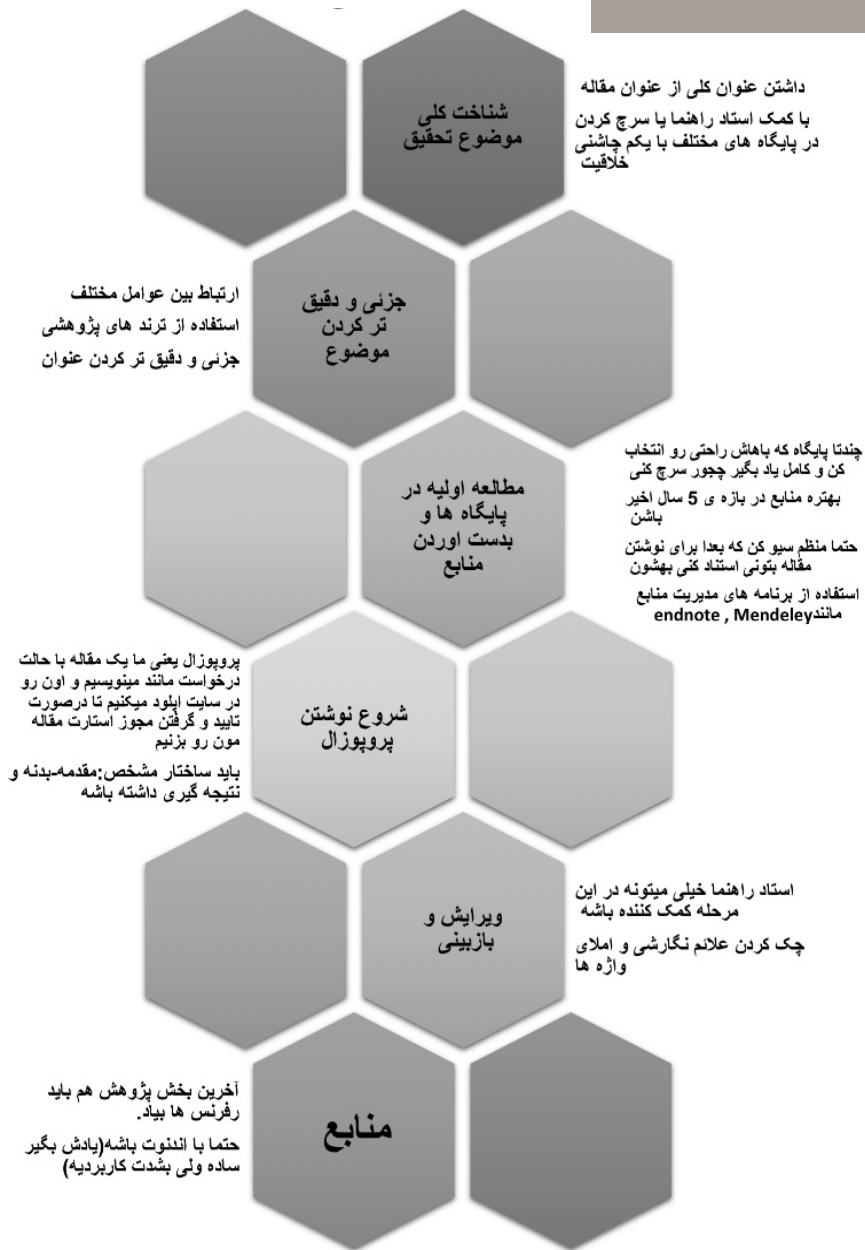 شناخت کلی
موضوع تحقیق
داشتن عنوان کلی از عنوان مقاله
با کمک استاد راهنما یا سرچ کردن
در پایگاه های مختلف با یکم چاشنی
خلاقیت
جزئی و دقیق
تر کردن
موضوع
ارتباط بین عوامل مختلف
استفاده از ترند های پژوهشی
جزئی و دقیق تر کردن عنوان
مطالعه اولیه در
پایگاه ها و
بدست اوردن
منابع
چندتا پایگاه که باهاش راحتی رو انتخاب
کن و کامل یاد بگیر چجور سرچ کنی
بهتره منابع در بازه ی 5 سال اخیر
باشن
حتما منظم سیو کن که بعدا برای نوشتن
مقاله بتونی استناد کنی بهشون
استفاده از برنامه های مدیریت منابع
مانندendnote , Mendeley
شروع نوشتن
پروپوزال
پروپوزال یعنی ما یک مقاله با حالت
درخواست مانند مینویسیم و اون رو
در سایت اپلود میکنیم تا درصورت
تایید و گرفتن مجوز استارت مقاله
مون رو بزنیم
باید ساختار مشخص:مقدمه-بدنه و
نتیجه گیری داشته باشه
ویرایش و
بازبینی
استاد راهنما خیلی میتونه در این
مرحله کمک کننده باشه
چک کردن علائم نگارشی و املای
واژه ها
منابع
آخرین بخش پژوهش هم باید
رفرنس ها بیاد.
حتما با اندنوت باشه(یادش بگیر
ساده ولی بشدت کاربردیه)